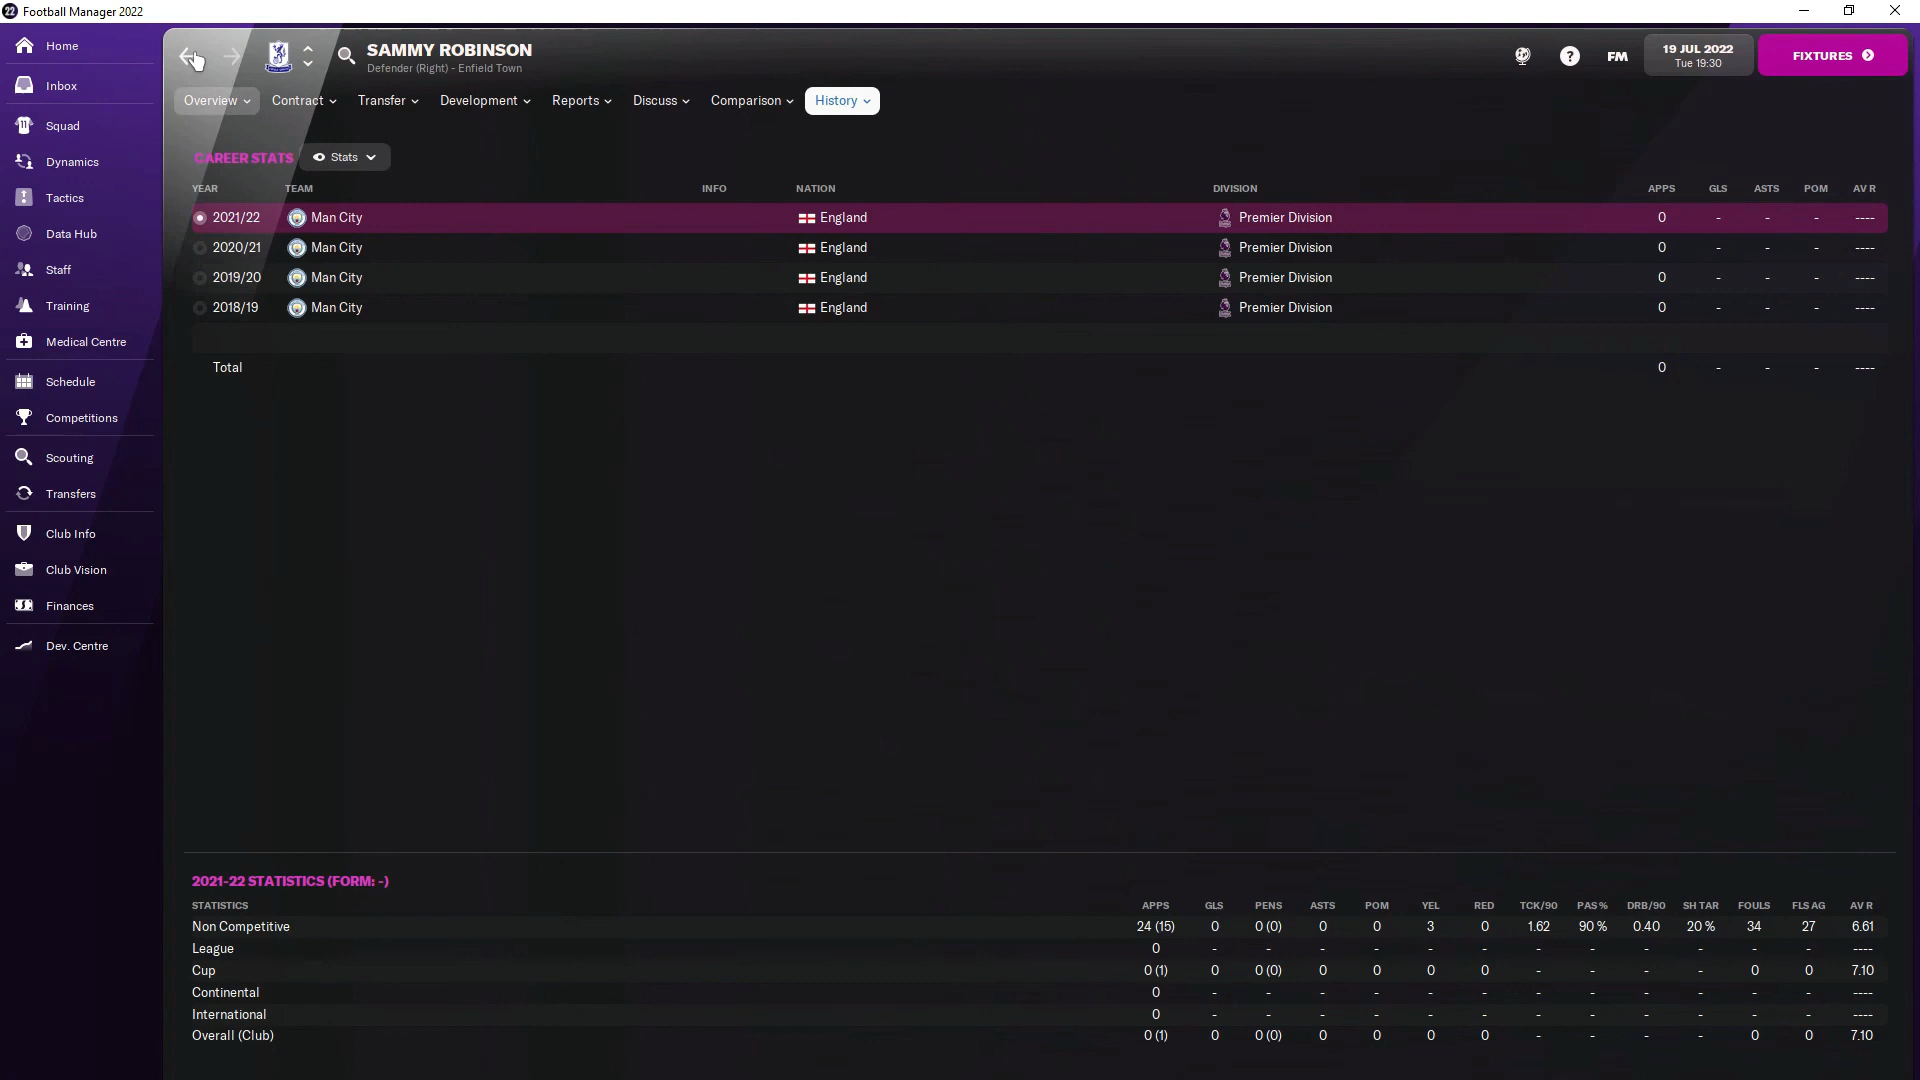 22 Football Manager 2022
Home
Inbox
Squad
Dynamics
Tactics
Data Hub
Staff
Training
Medical Centre
Schedule
Competitions
Scouting
Transfers
Club Info
Club Vision
Finances
Dev. Centre
SAMMY ROBINSON
Defender (Right) - Enfield Town
FM
19 JUL 2022
Tue 19:30
FIXTURES
Overview Contract Transfer Development Reports Discuss Comparison History
CAREER STATS Stats
YEAR TEAM INFO NATION DIVISION APPS GLS ASTS POM AV R
2021/22 Man City England Premier Division 0 - - - ----
2020/21 Man City England Premier Division 0 - - - ----
2019/20 Man City England Premier Division 0 - - - ----
2018/19 Man City England Premier Division 0 - - - ----
Total 0 - - - ----
2021-22 STATISTICS (FORM: -)
STATISTICS APPS GLS PENS ASTS POM YEL RED TCK/90 PAS % DRB/90 SH TAR FOULS FLS AG AV R
Non Competitive 24 (15) 0 0 (0) 0 0 3 0 1.62 90 % 0.40 20 % 34 27 6.61
League 0 - - - - - - - - - - - - ----
Cup 0 (1) 0 0 (0) 0 0 0 0 - - - - 0 0 7.10
Continental 0 - - - - - - - - - - - - ----
International 0 - - - - - - - - - - - - ----
Overall (Club) 0 (1) 0 0 (0) 0 0 0 0 - - - - 0 0 7.10